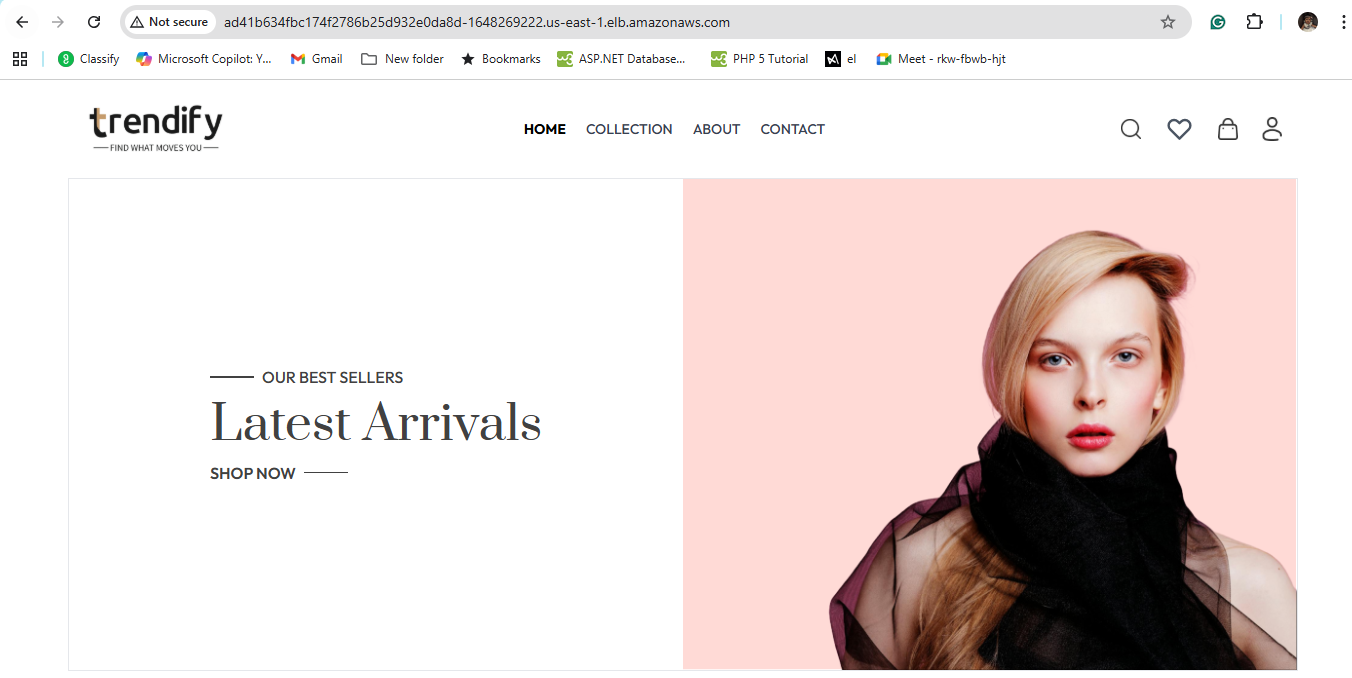 Not secure ad41b634fbc174f2786b25d932e0da8d-1648269222.us-east-1.elb.amazonaws.com
Classify Microsoft Copilot: Y... Gmail New folder Bookmarks ASP.NET Database... PHP 5 Tutorial el Meet - rkw-fbwb-hjt
trendify
FIND WHAT MOVES YOU
HOME COLLECTION ABOUT CONTACT
OUR BEST SELLERS
Latest Arrivals
SHOP NOW